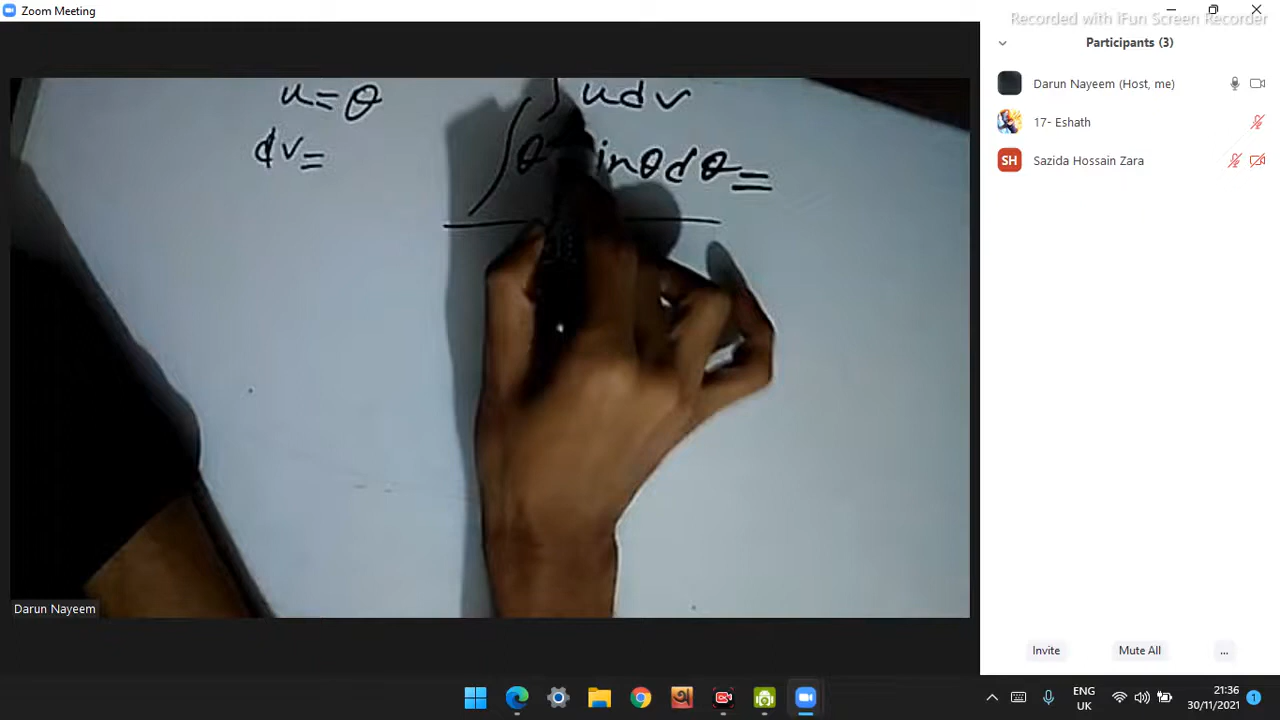 Zoom Meeting
Recorded with iFun Screen Recorder
Participants (3)
Darun Nayeem (Host, me)
17- Eshath
SH Sazida Hossain Zara
u=θ
∫udv
dv=
∫θ inθdθ=
Darun Nayeem
Invite
Mute All
...
ENG
UK
21:36
30/11/2021
1